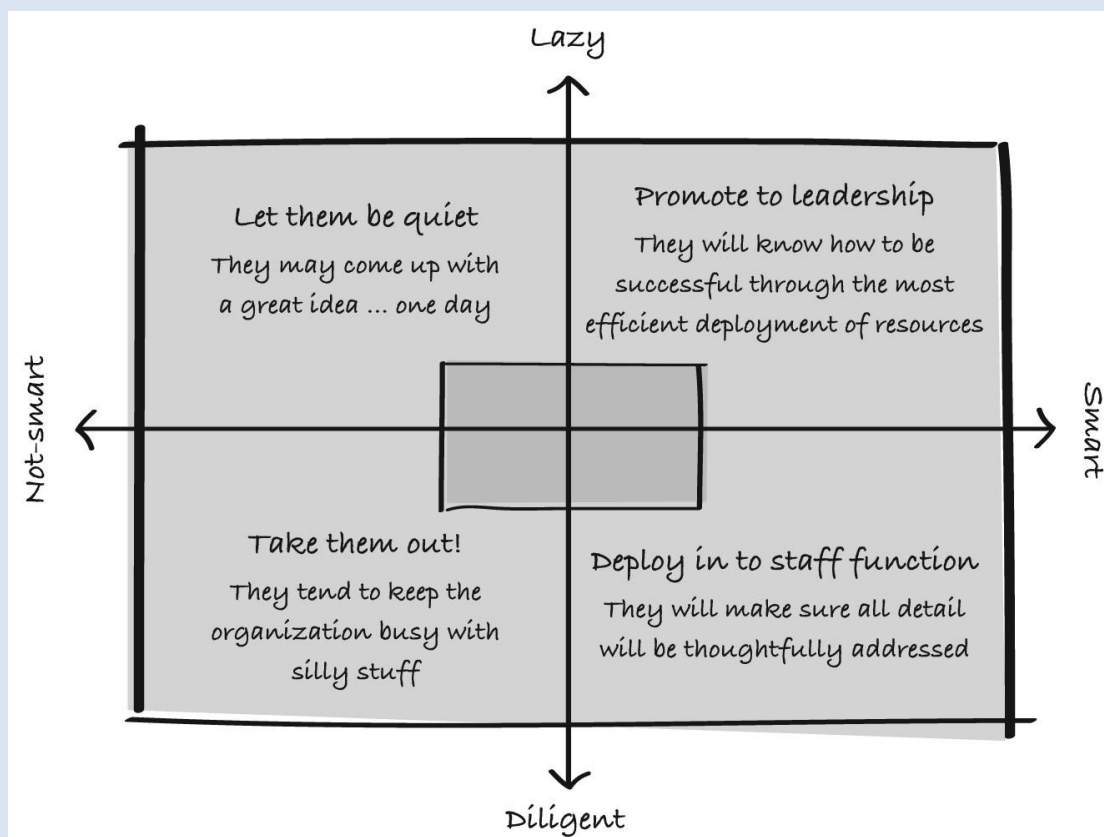 Lazy
Let them be quiet
They may come up with
a great idea ... one day
Promote to leadership
They will know how to be
successful through the most
efficient deployment of resources
Not-smart
Smart
Take them out!
They tend to keep the
organization busy with
silly stuff
Deploy in to staff function
They will make sure all detail
will be thoughtfully addressed
Diligent